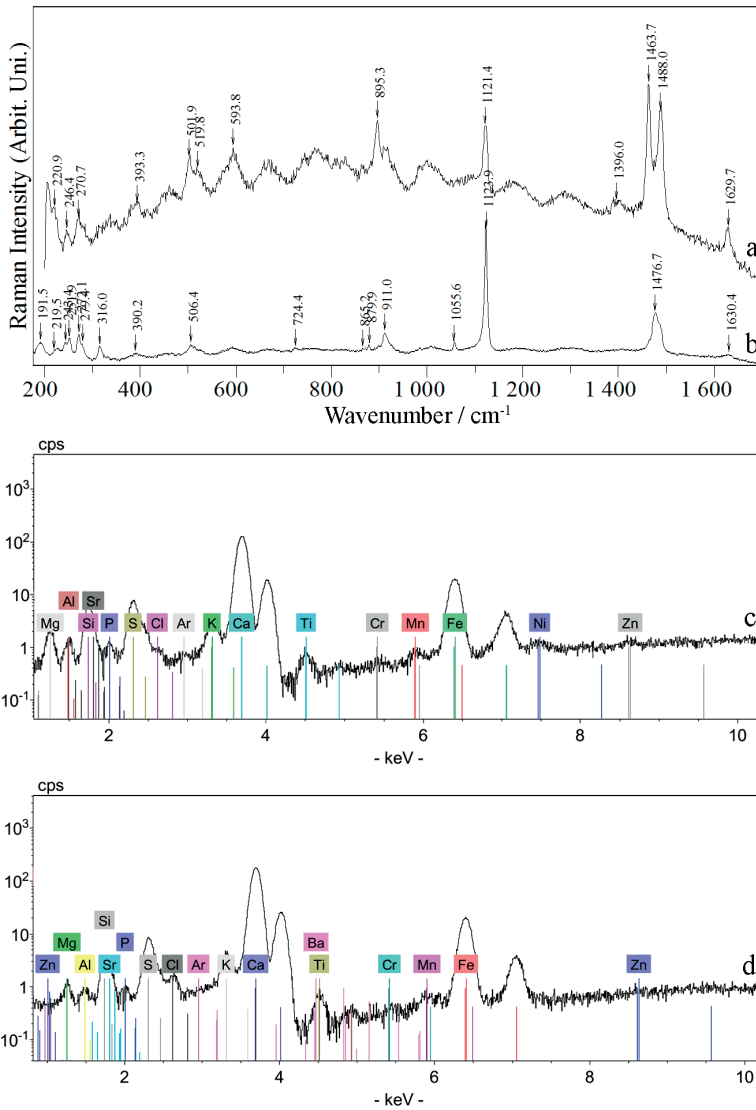 Raman Intensity (Arbit. Uni.)
220.9
246.4
270.7
393.3
501.9
519.8
593.8
895.3
1121.4
1396.0
1463.7
1488.0
1629.7
a
191.5
219.5
251.9
279.4
316.0
390.2
506.4
724.4
865.2
879.9
911.0
1055.6
1123.9
1476.7
1630.4
b
200 400 600 800 1 000 1 200 1 400 1 600
Wavenumber / cm-1
cps
10³
10²
10
1
10⁻¹
Al Sr
Mg Si P S Cl Ar K Ca Ti Cr Mn Fe Ni Zn
c
2 4 6 8 10
- keV -
cps
10³
10²
10
1
10⁻¹
Si
Mg P Ba
Zn Al Sr S Cl Ar K Ca Ti Cr Mn Fe Zn
d
2 4 6 8 10
- keV -